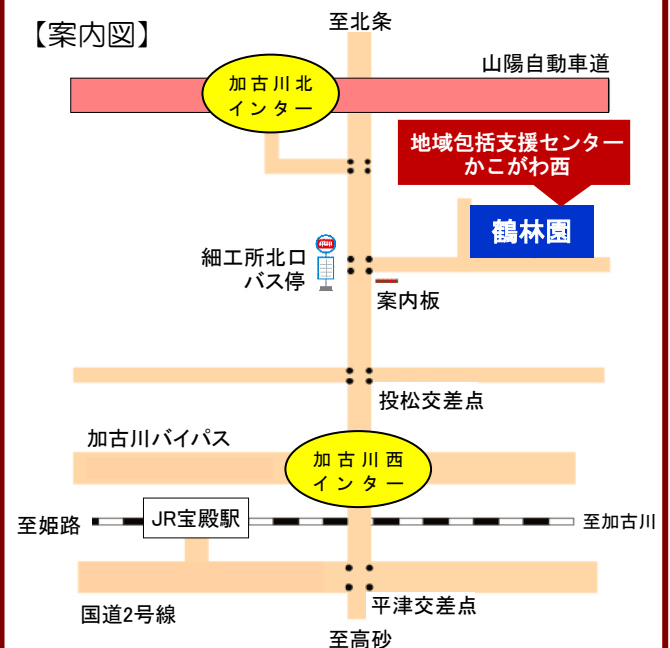 【案内図】
至北条
山陽自動車道
加古川北
インター
地域包括支援センター
かこがわ西
鶴林園
細工所北口
バス停
案内板
投松交差点
加古川バイパス
加古川西
インター
至姫路
JR宝殿駅
至加古川
国道2号線
平津交差点
至高砂